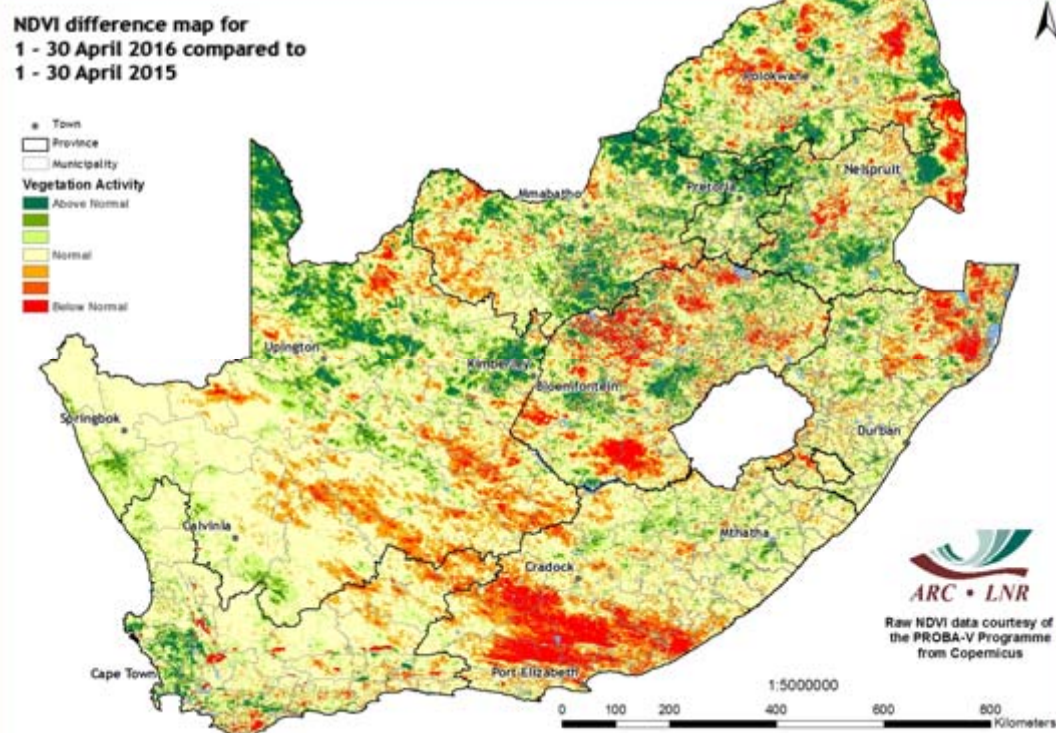 NDVI difference map for
1 - 30 April 2016 compared to
1 - 30 April 2015
Town
Province
Municipality
Vegetation Activity
Above Normal
Normal
Below Normal
Polokwane
Nelspruit
Pretoria
Mmabatho
Upington
Kimberley
Bloemfontein
Springbok
Durban
Calvinia
Mthatha
Cradock
Cape Town
Port Elizabeth
ARC • LNR
Raw NDVI data courtesy of
the PROBA-V Programme
from Copernicus
1:5000000
0 100 200 400 600 800
Kilometers